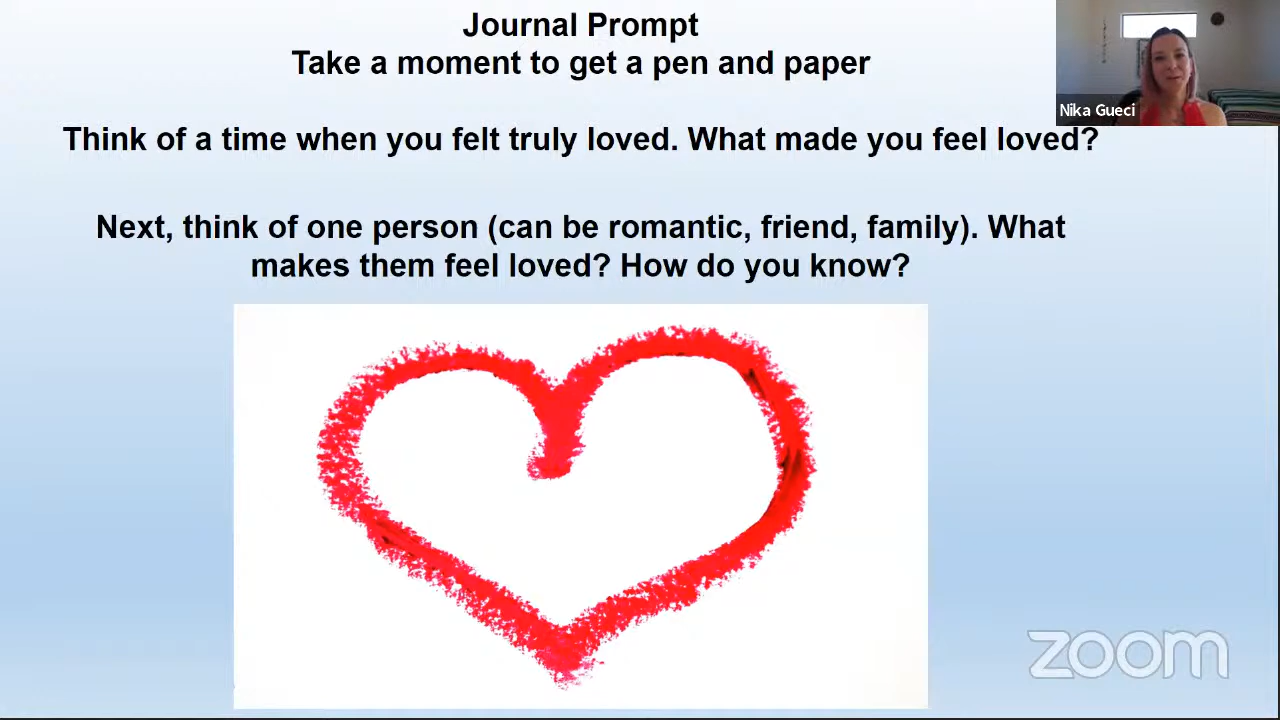 Journal Prompt
Take a moment to get a pen and paper
Think of a time when you felt truly loved. What made you feel loved?
Next, think of one person (can be romantic, friend, family). What
makes them feel loved? How do you know?
Nika Gueci
zoom